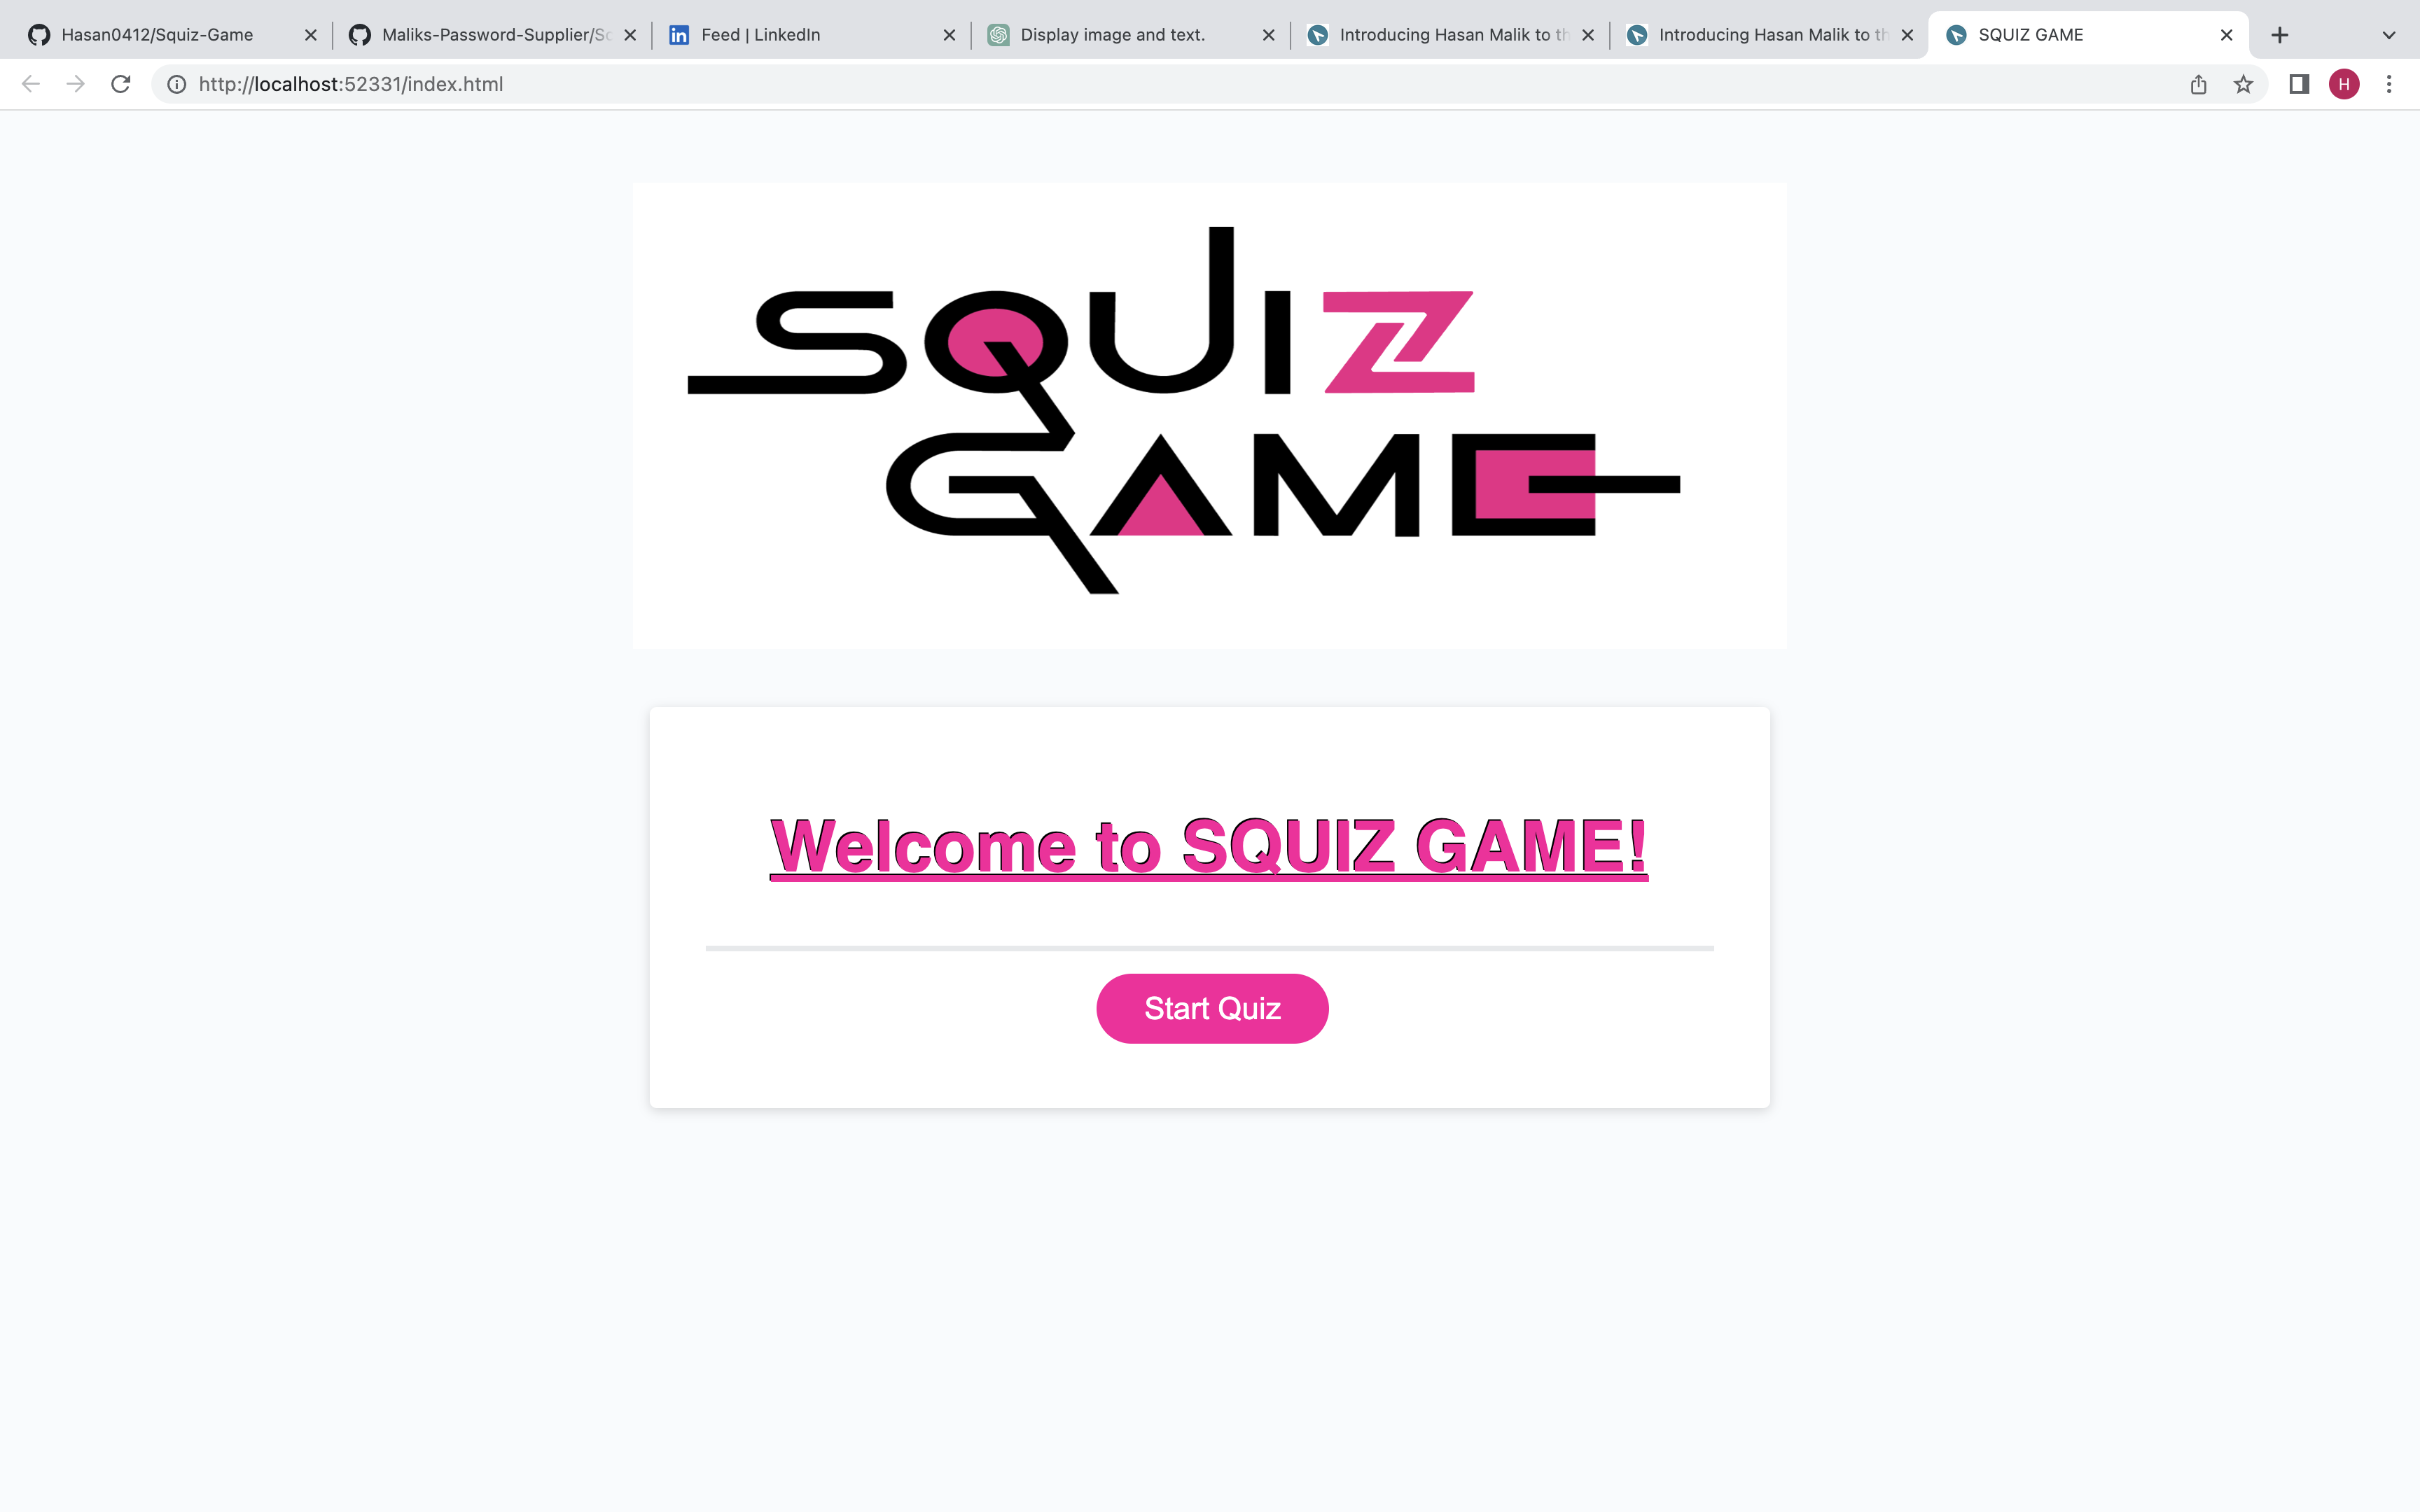 Hasan0412/Squiz-Game
Maliks-Password-Supplier/Sc
Feed | LinkedIn
Display image and text.
Introducing Hasan Malik to th
Introducing Hasan Malik to th
SQUIZ GAME
http://localhost:52331/index.html
H
SQUIZ
GAME
Welcome to SQUIZ GAME!
Start Quiz